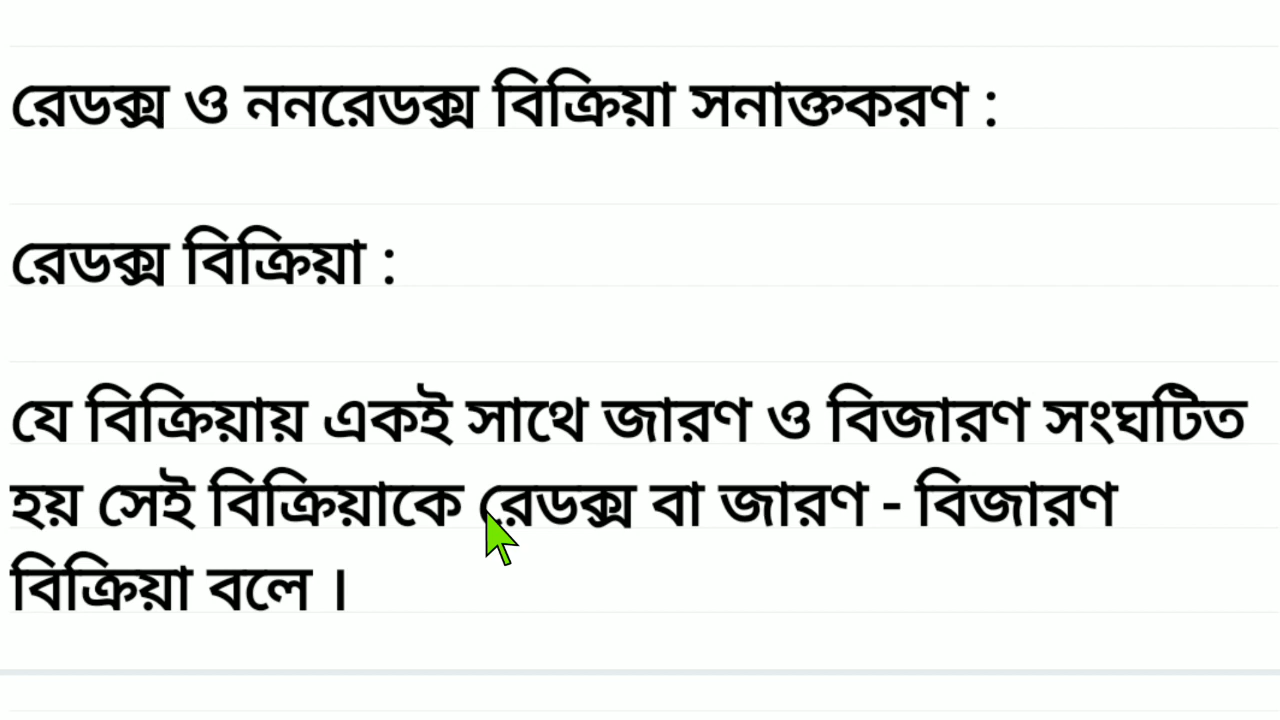 রেডক্স ও ননরেডক্স বিক্রিয়া সনাক্তকরণ :
রেডক্স বিক্রিয়া :
যে বিক্রিয়ায় একই সাথে জারণ ও বিজারণ সংঘটিত
হয় সেই বিক্রিয়াকে রেডক্স বা জারণ - বিজারণ
বিক্রিয়া বলে ।